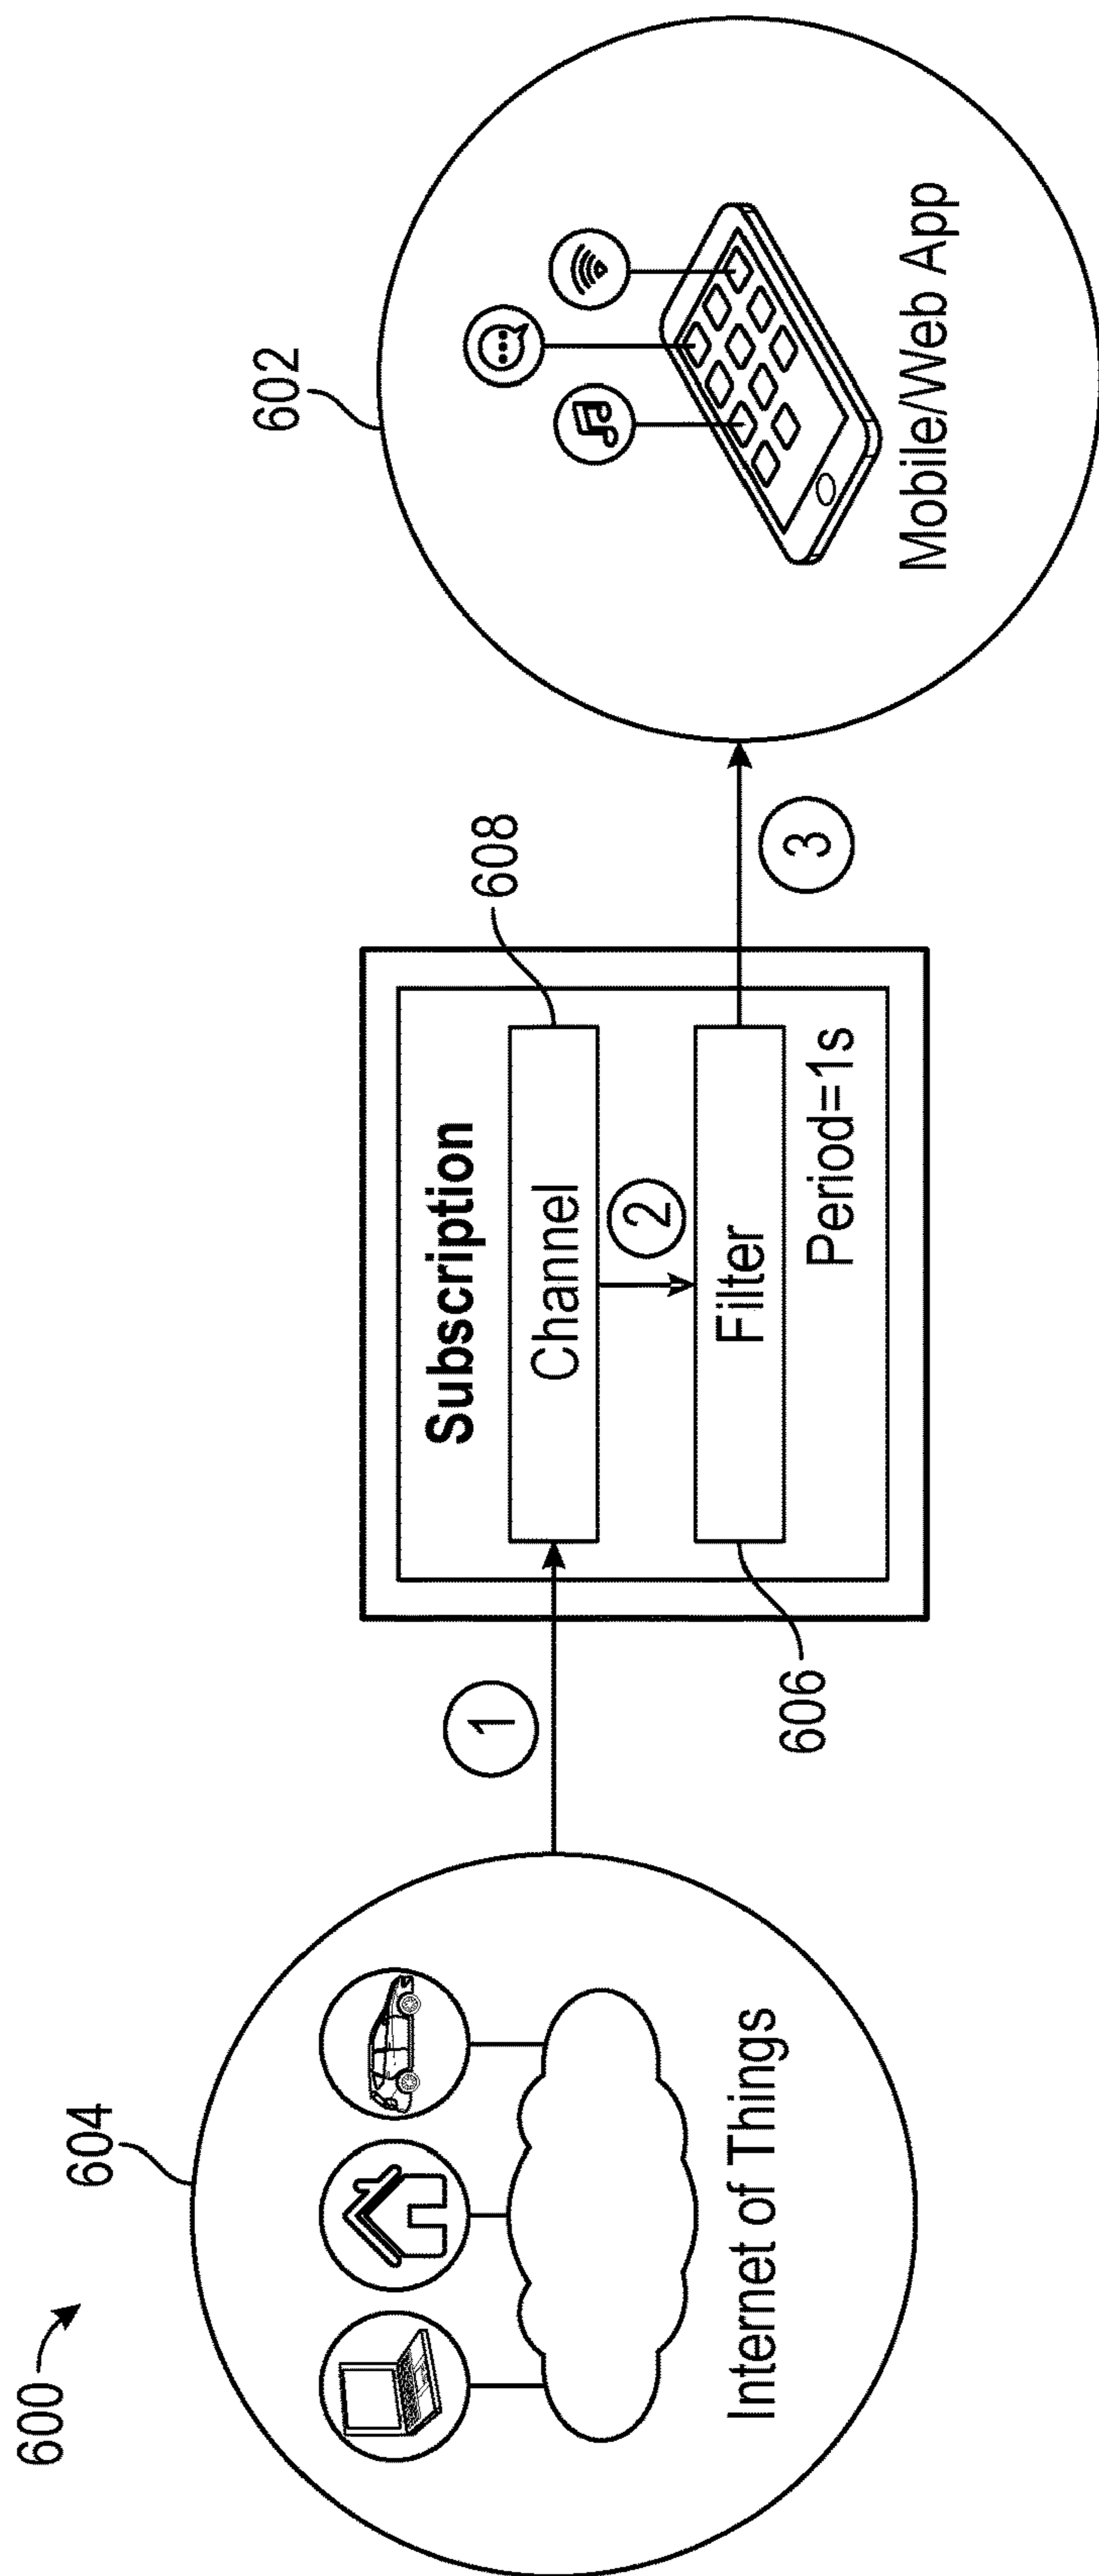 600
604
Internet of Things
1
Subscription
Channel
608
2
Filter
606
Period=1s
3
602
Mobile/Web App